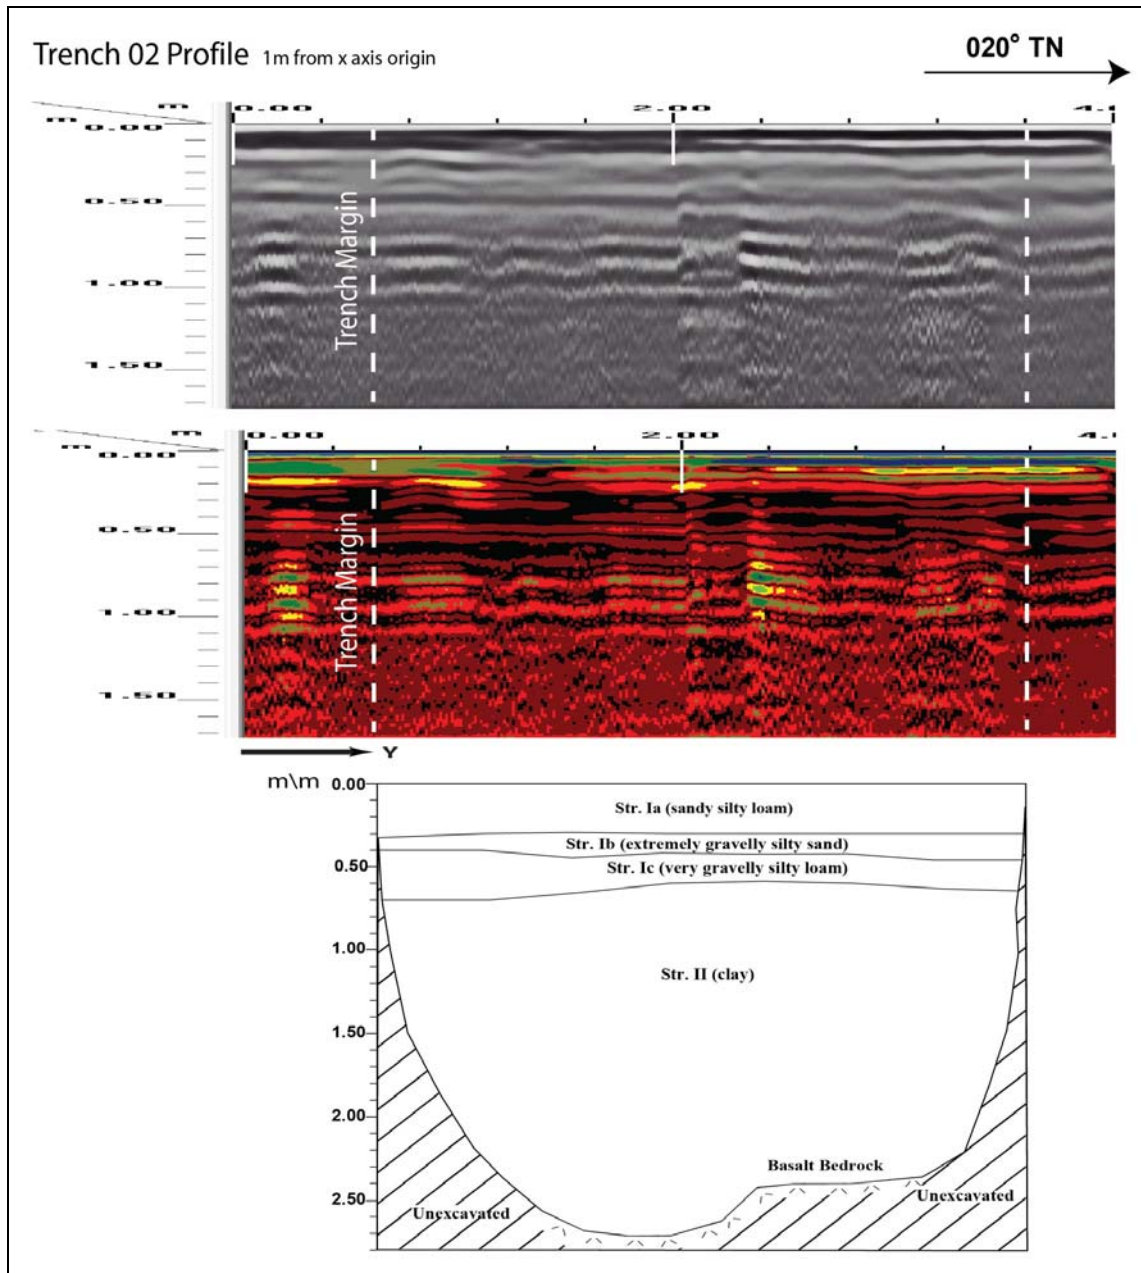 Trench 02 Profile 1m from x axis origin
020° TN
m 0.00 2.00 4.
m 0.00
0.50
1.00
1.50
Trench Margin
m 0.00 2.00 4.
m 0.00
0.50
1.00
1.50
Trench Margin
Y
m\m 0.00
Str. Ia (sandy silty loam)
Str. Ib (extremely gravelly silty sand)
0.50
Str. Ic (very gravelly silty loam)
1.00
Str. II (clay)
1.50
2.00
Basalt Bedrock
2.50
Unexcavated
Unexcavated